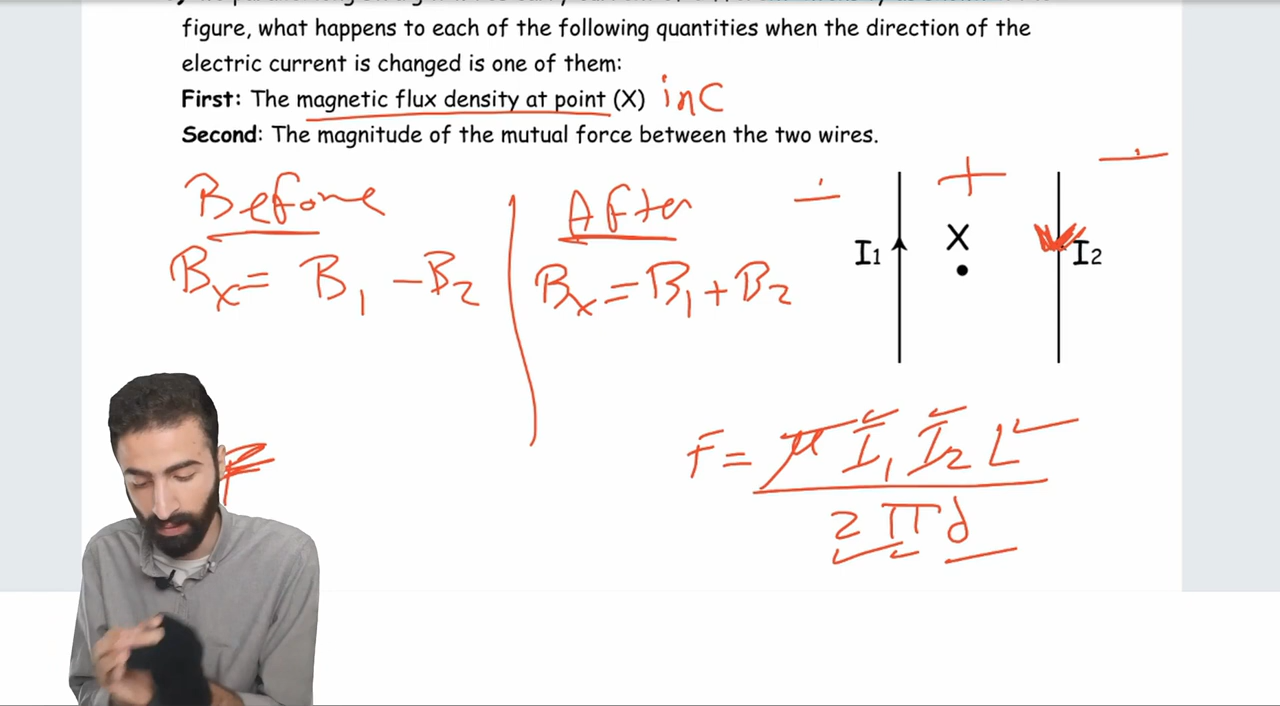 figure, what happens to each of the following quantities when the direction of the
electric current is changed is one of them:
First: The magnetic flux density at point (X) inC
Second: The magnitude of the mutual force between the two wires.
Before
After
Bx = B1 - B2
Bx = B1 + B2
+
I1
X
I2
F = μ I1 I2 L
2 π d
F